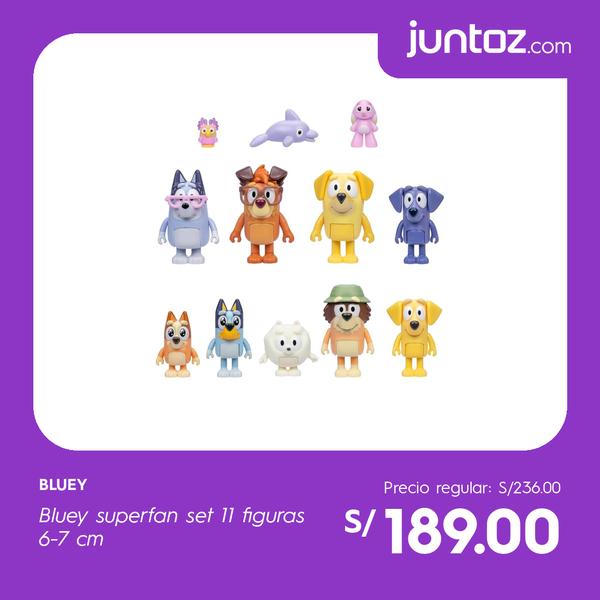 juntoz.com
BLUEY
Bluey superfan set 11 figuras
6-7 cm
Precio regular: S/236.00
S/189.00